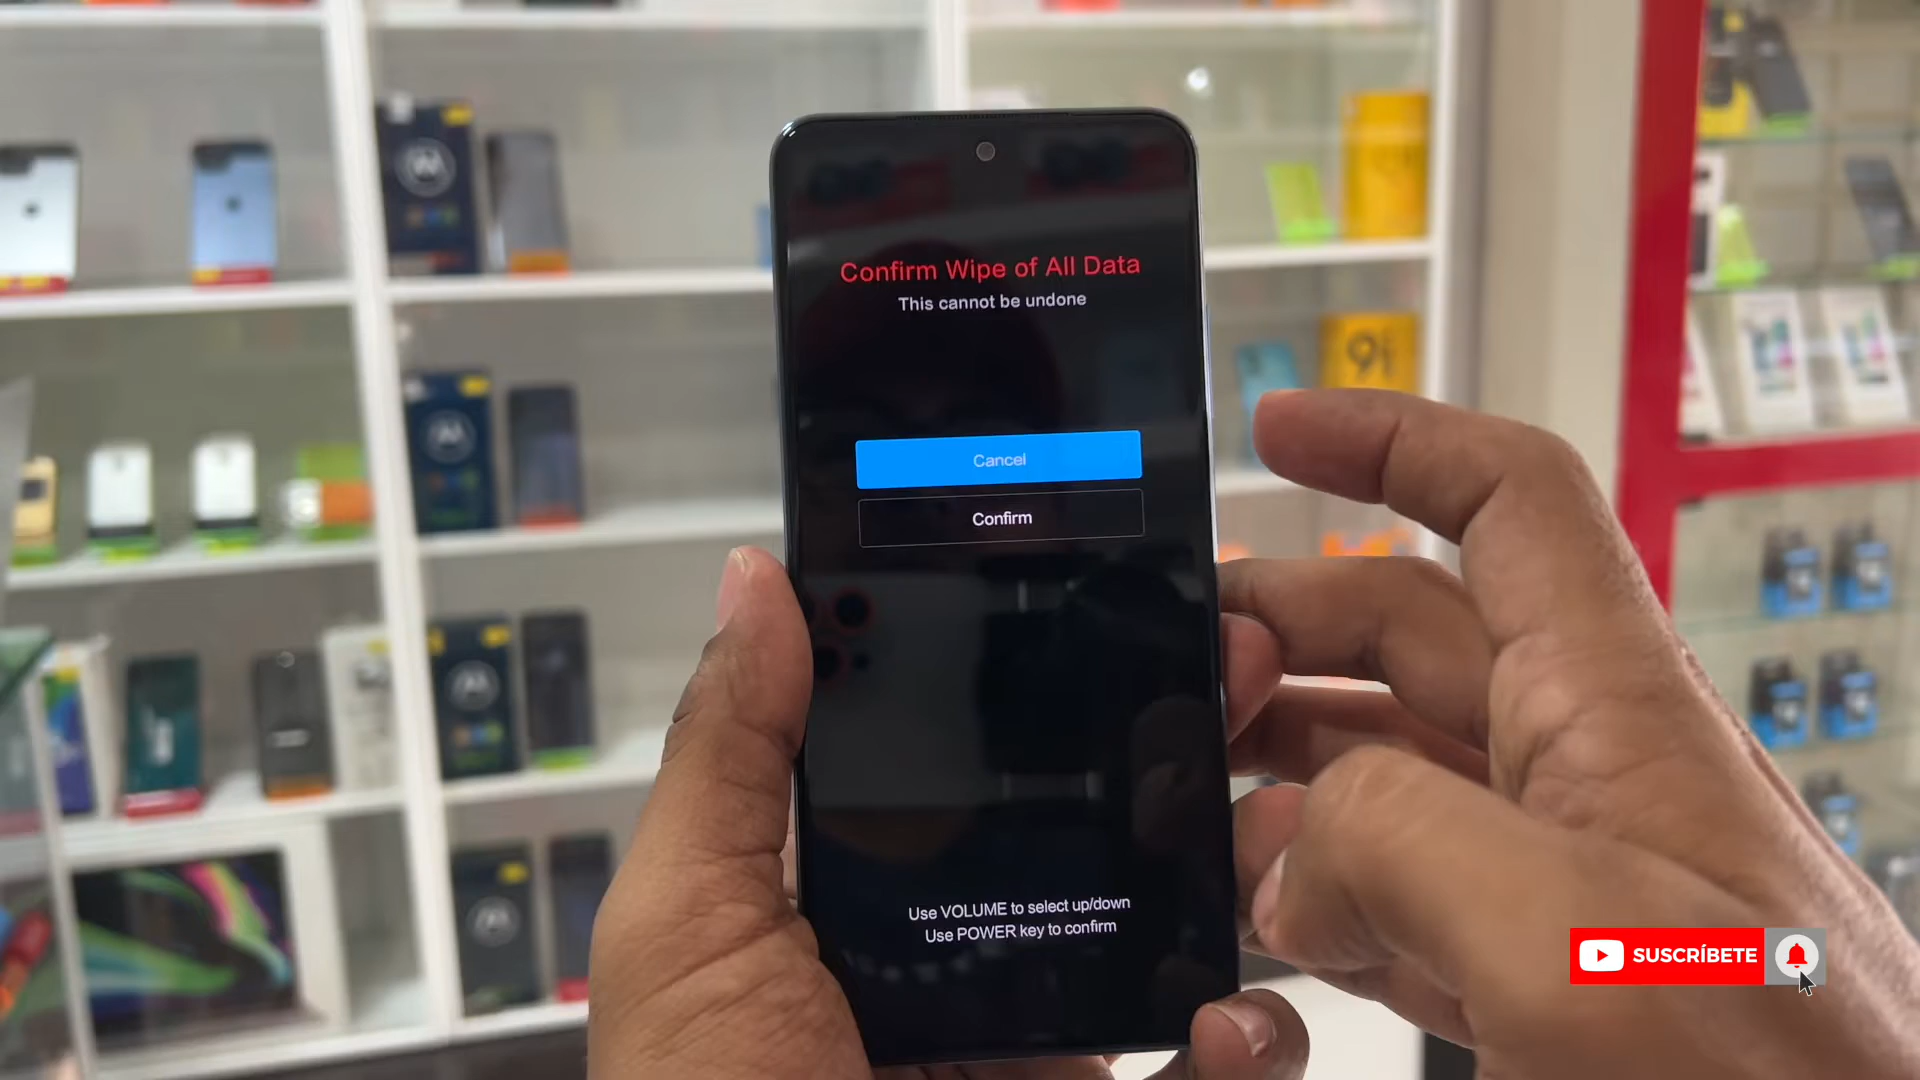 Confirm Wipe of All Data
This cannot be undone
9i
Cancel
Confirm
Use VOLUME to select up/down
Use POWER key to confirm
SUSCRÍBETE